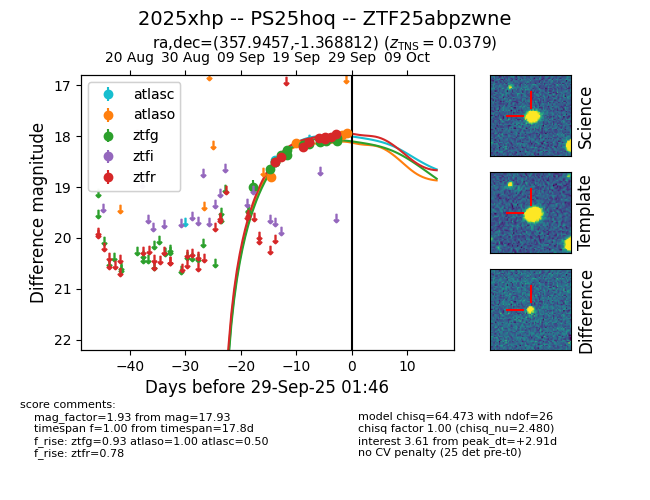 2025xhp -- PS25hoq -- ZTF25abpzwne
ra,dec=(357.9457,-1.368812) (z_TNS = 0.0379)
20 Aug 30 Aug 09 Sep 19 Sep 29 Sep 09 Oct
atlasc
atlaso
ztfg
ztfi
ztfr
17
18
19
20
21
22
Difference magnitude
−40 −30 −20 −10 0 10
Days before 29-Sep-25 01:46
Science
Template
Difference
score comments:
mag_factor=1.93 from mag=17.93
timespan f=1.00 from timespan=17.8d
f_rise: ztfg=0.93 atlaso=1.00 atlasc=0.50
f_rise: ztfr=0.78
model chisq=64.473 with ndof=26
chisq factor 1.00 (chisq_nu=2.480)
interest 3.61 from peak_dt=+2.91d
no CV penalty (25 det pre-t0)